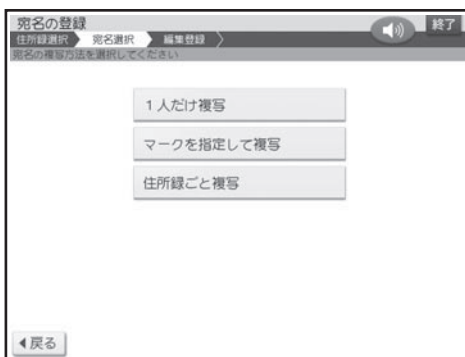 宛名の登録
終了
住所録選択 宛名選択 編集登録
宛名の複写方法を選択してください
1人だけ複写
マークを指定して複写
住所録ごと複写
戻る